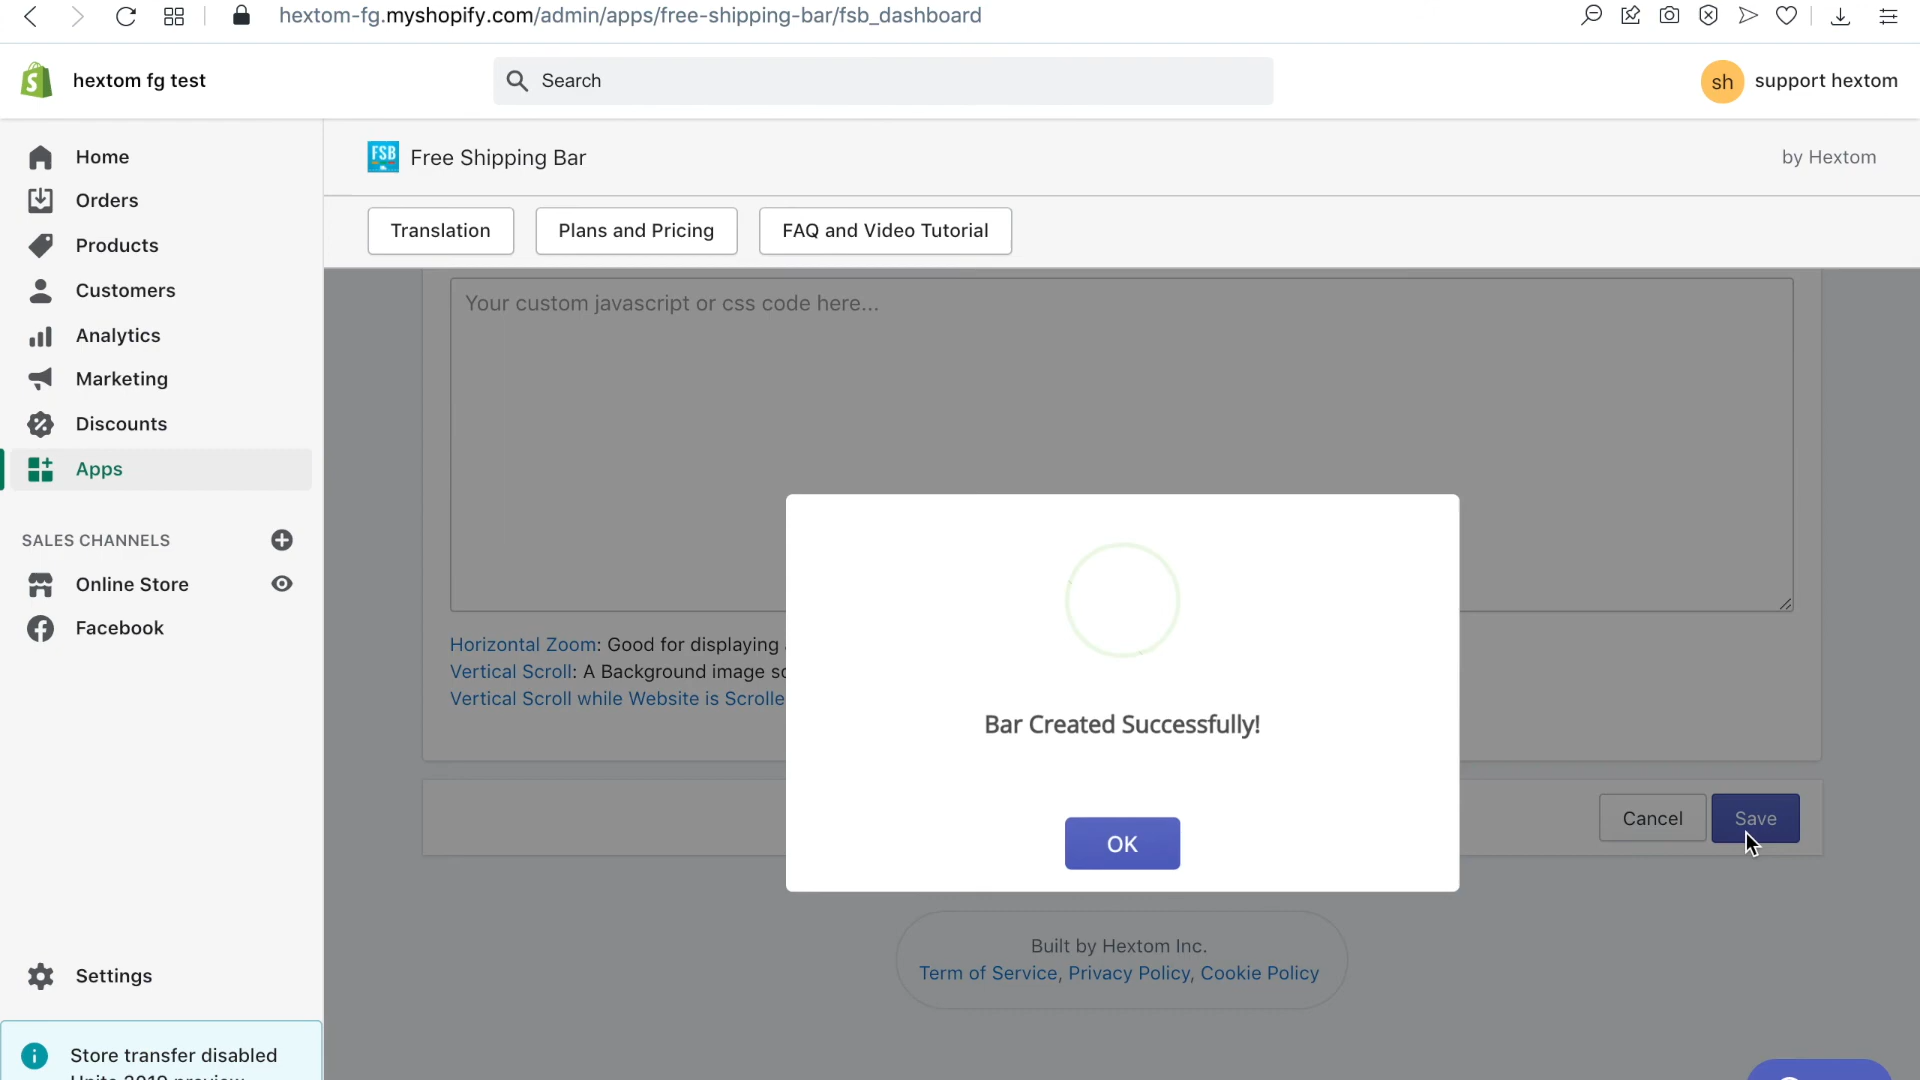 hextom-fg.myshopify.com/admin/apps/free-shipping-bar/fsb_dashboard
hextom fg test
Search
sh
support hextom
Home
Orders
Products
Customers
Analytics
Marketing
Discounts
Apps
SALES CHANNELS
Online Store
Facebook
Settings
Store transfer disabled
FSB
Free Shipping Bar
by Hextom
Translation
Plans and Pricing
FAQ and Video Tutorial
Your custom javascript or css code here...
Horizontal Zoom: Good for displaying
Vertical Scroll: A Background image
Vertical Scroll while Website is Scrolle
Bar Created Successfully!
OK
Cancel
Save
Built by Hextom Inc.
Term of Service, Privacy Policy, Cookie Policy